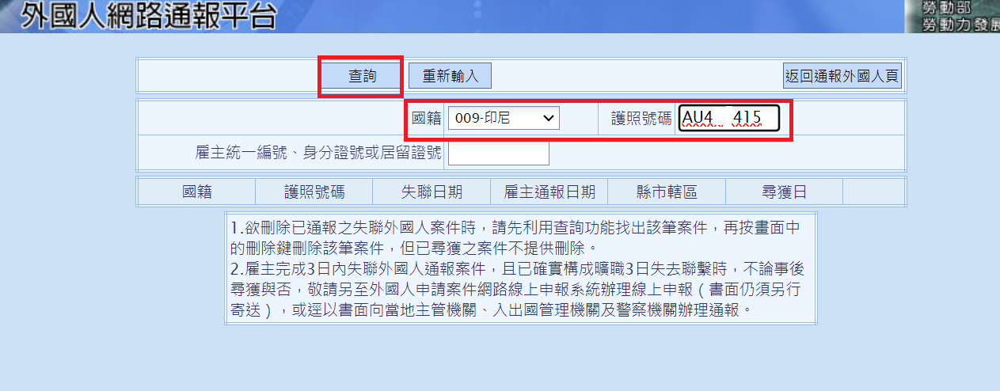 外國人網路通報平台
勞動部
勞動力發展
查詢 重新輸入 返回通報外國人頁
國籍 009-印尼 護照號碼 AU4 415
雇主統一編號、身分證號或居留證號
國籍 護照號碼 失聯日期 雇主通報日期 縣市轄區 尋獲日
1.欲刪除已通報之失聯外國人案件時，請先利用查詢功能找出該筆案件，再按畫面中
的刪除鍵刪除該筆案件，但已尋獲之案件不提供刪除。
2.雇主完成3日內失聯外國人通報案件，且已確實構成曠職3日失去聯繫時，不論事後
尋獲與否，敬請另至外國人申請案件網路線上申報系統辦理線上申報（書面仍須另行
寄送），或逕以書面向當地主管機關、入出國管理機關及警察機關辦理通報。